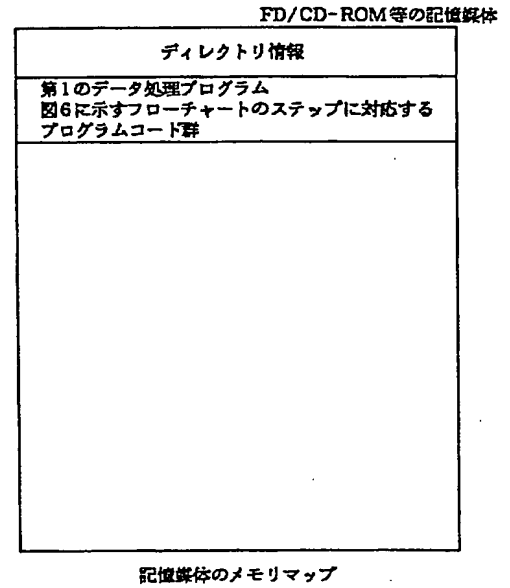 FD/CD-ROM等の記憶媒体
ディレクトリ情報
第1のデータ処理プログラム
図6に示すフローチャートのステップに対応する
プログラムコード群
記憶媒体のメモリマップ